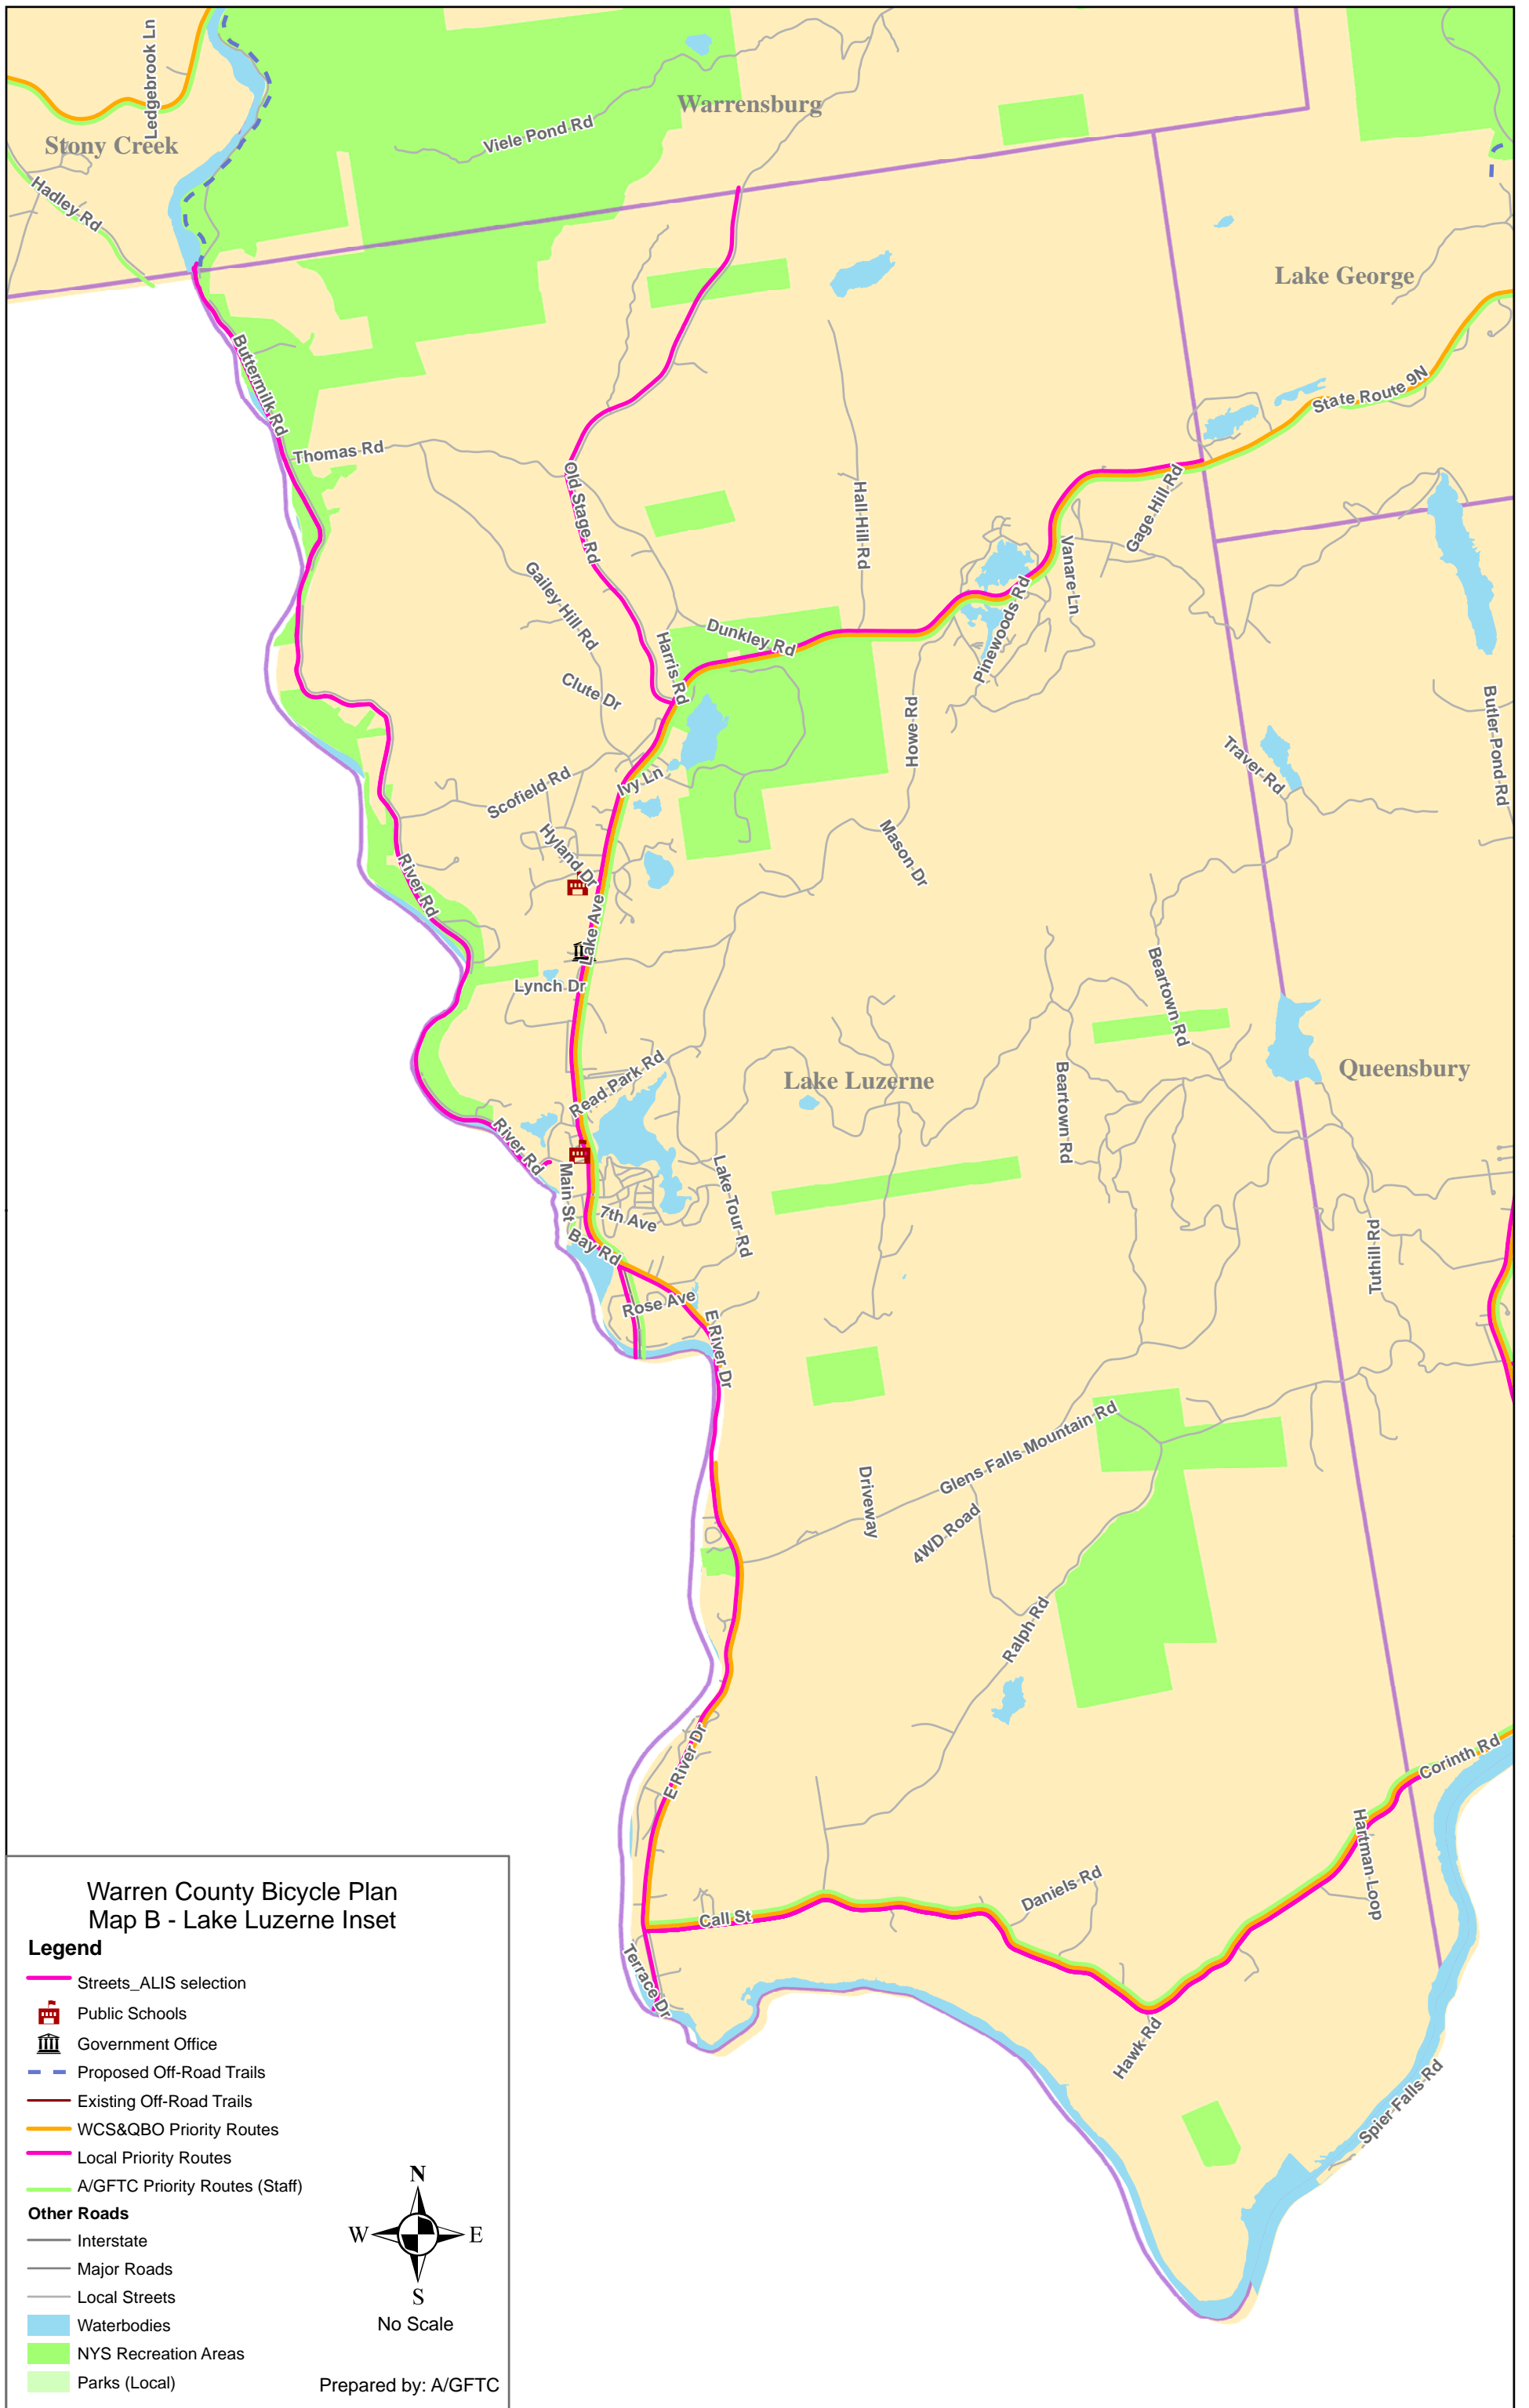 Ledgebrook Ln
Warrensburg
Stony Creek
Viele Pond Rd
Hadley Rd
Lake George
Buttermilk Rd
State Route 9N
Thomas Rd
Old Stage Rd
Hall Hill Rd
Gage Hill Rd
Vanare Ln
Gailey Hill Rd
Pinewoods Rd
Dunkley Rd
Harris Rd
Clute Dr
Howe Rd
Butler Pond Rd
Traver Rd
Ivy Ln
Scofield Rd
Hyland Dr
Mason Dr
River Rd
Lake Ave
Beartown Rd
Lynch Dr
Read Park Rd
Lake Luzerne
Queensbury
Beartown Rd
River Rd
Main St
Lake Tour Rd
7th Ave
Bay Rd
Tuthill Rd
Rose Ave
E River Dr
Glens Falls Mountain Rd
Driveway
4WD Road
Ralph Rd
E River Dr
Corinth Rd
Hartman Loop
Daniels Rd
Call St
Terrace Dr
Hawk Rd
Spier Falls Rd
Warren County Bicycle Plan
Map B - Lake Luzerne Inset
Legend
Streets_ALIS selection
Public Schools
Government Office
Proposed Off-Road Trails
Existing Off-Road Trails
WCS&QBO Priority Routes
Local Priority Routes
A/GFTC Priority Routes (Staff)
Other Roads
Interstate
Major Roads
Local Streets
Waterbodies
NYS Recreation Areas
Parks (Local)
N
W
E
S
No Scale
Prepared by: A/GFTC